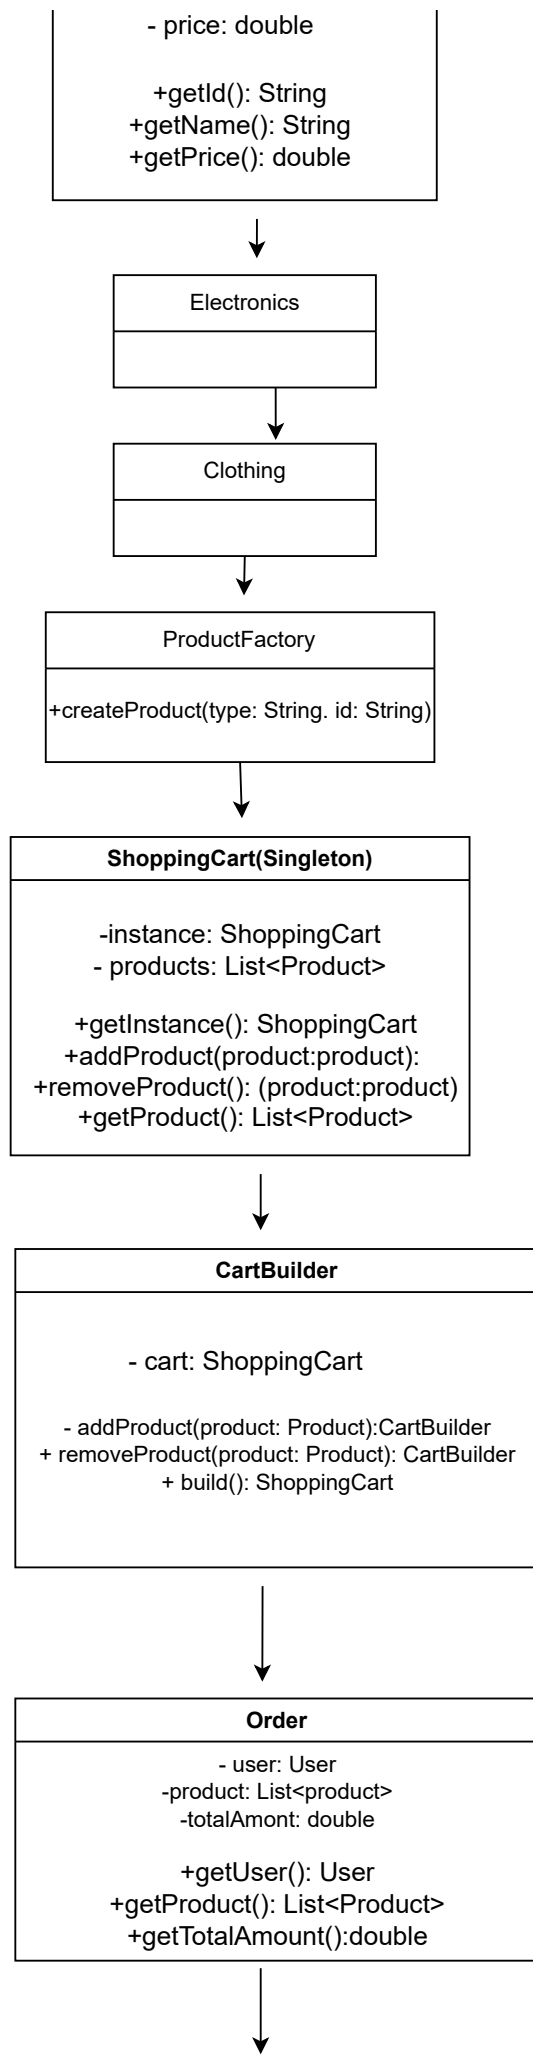 - price: double
+getId(): String
+getName(): String
+getPrice(): double
Electronics
Clothing
ProductFactory
+createProduct(type: String. id: String)
ShoppingCart(Singleton)
-instance: ShoppingCart
- products: List<Product>
+getInstance(): ShoppingCart
+addProduct(product:product):
+removeProduct(): (product:product)
+getProduct(): List<Product>
CartBuilder
- cart: ShoppingCart
- addProduct(product: Product):CartBuilder
+ removeProduct(product: Product): CartBuilder
+ build(): ShoppingCart
Order
- user: User
-product: List<product>
-totalAmont: double
+getUser(): User
+getProduct(): List<Product>
+getTotalAmount():double